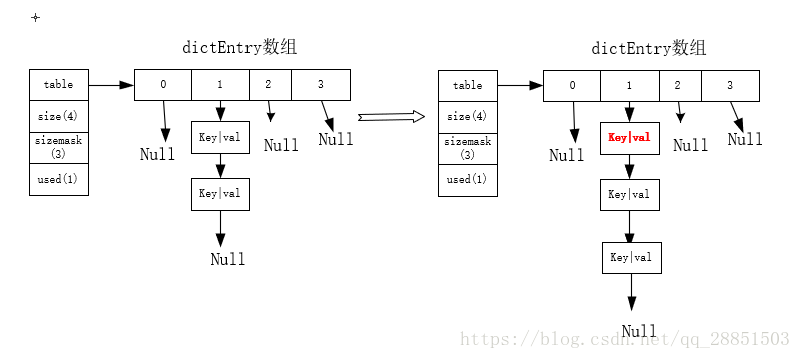 dictEntry数组
table
size(4)
sizemask
(3)
used(1)
0 1 2 3
Null
Key|val
Null
Null
Key|val
Null
dictEntry数组
table
size(4)
sizemask
(3)
used(1)
0 1 2 3
Null
Key|val
Null
Null
Key|val
Key|val
Null
https://blog.csdn.net/qq_28851503